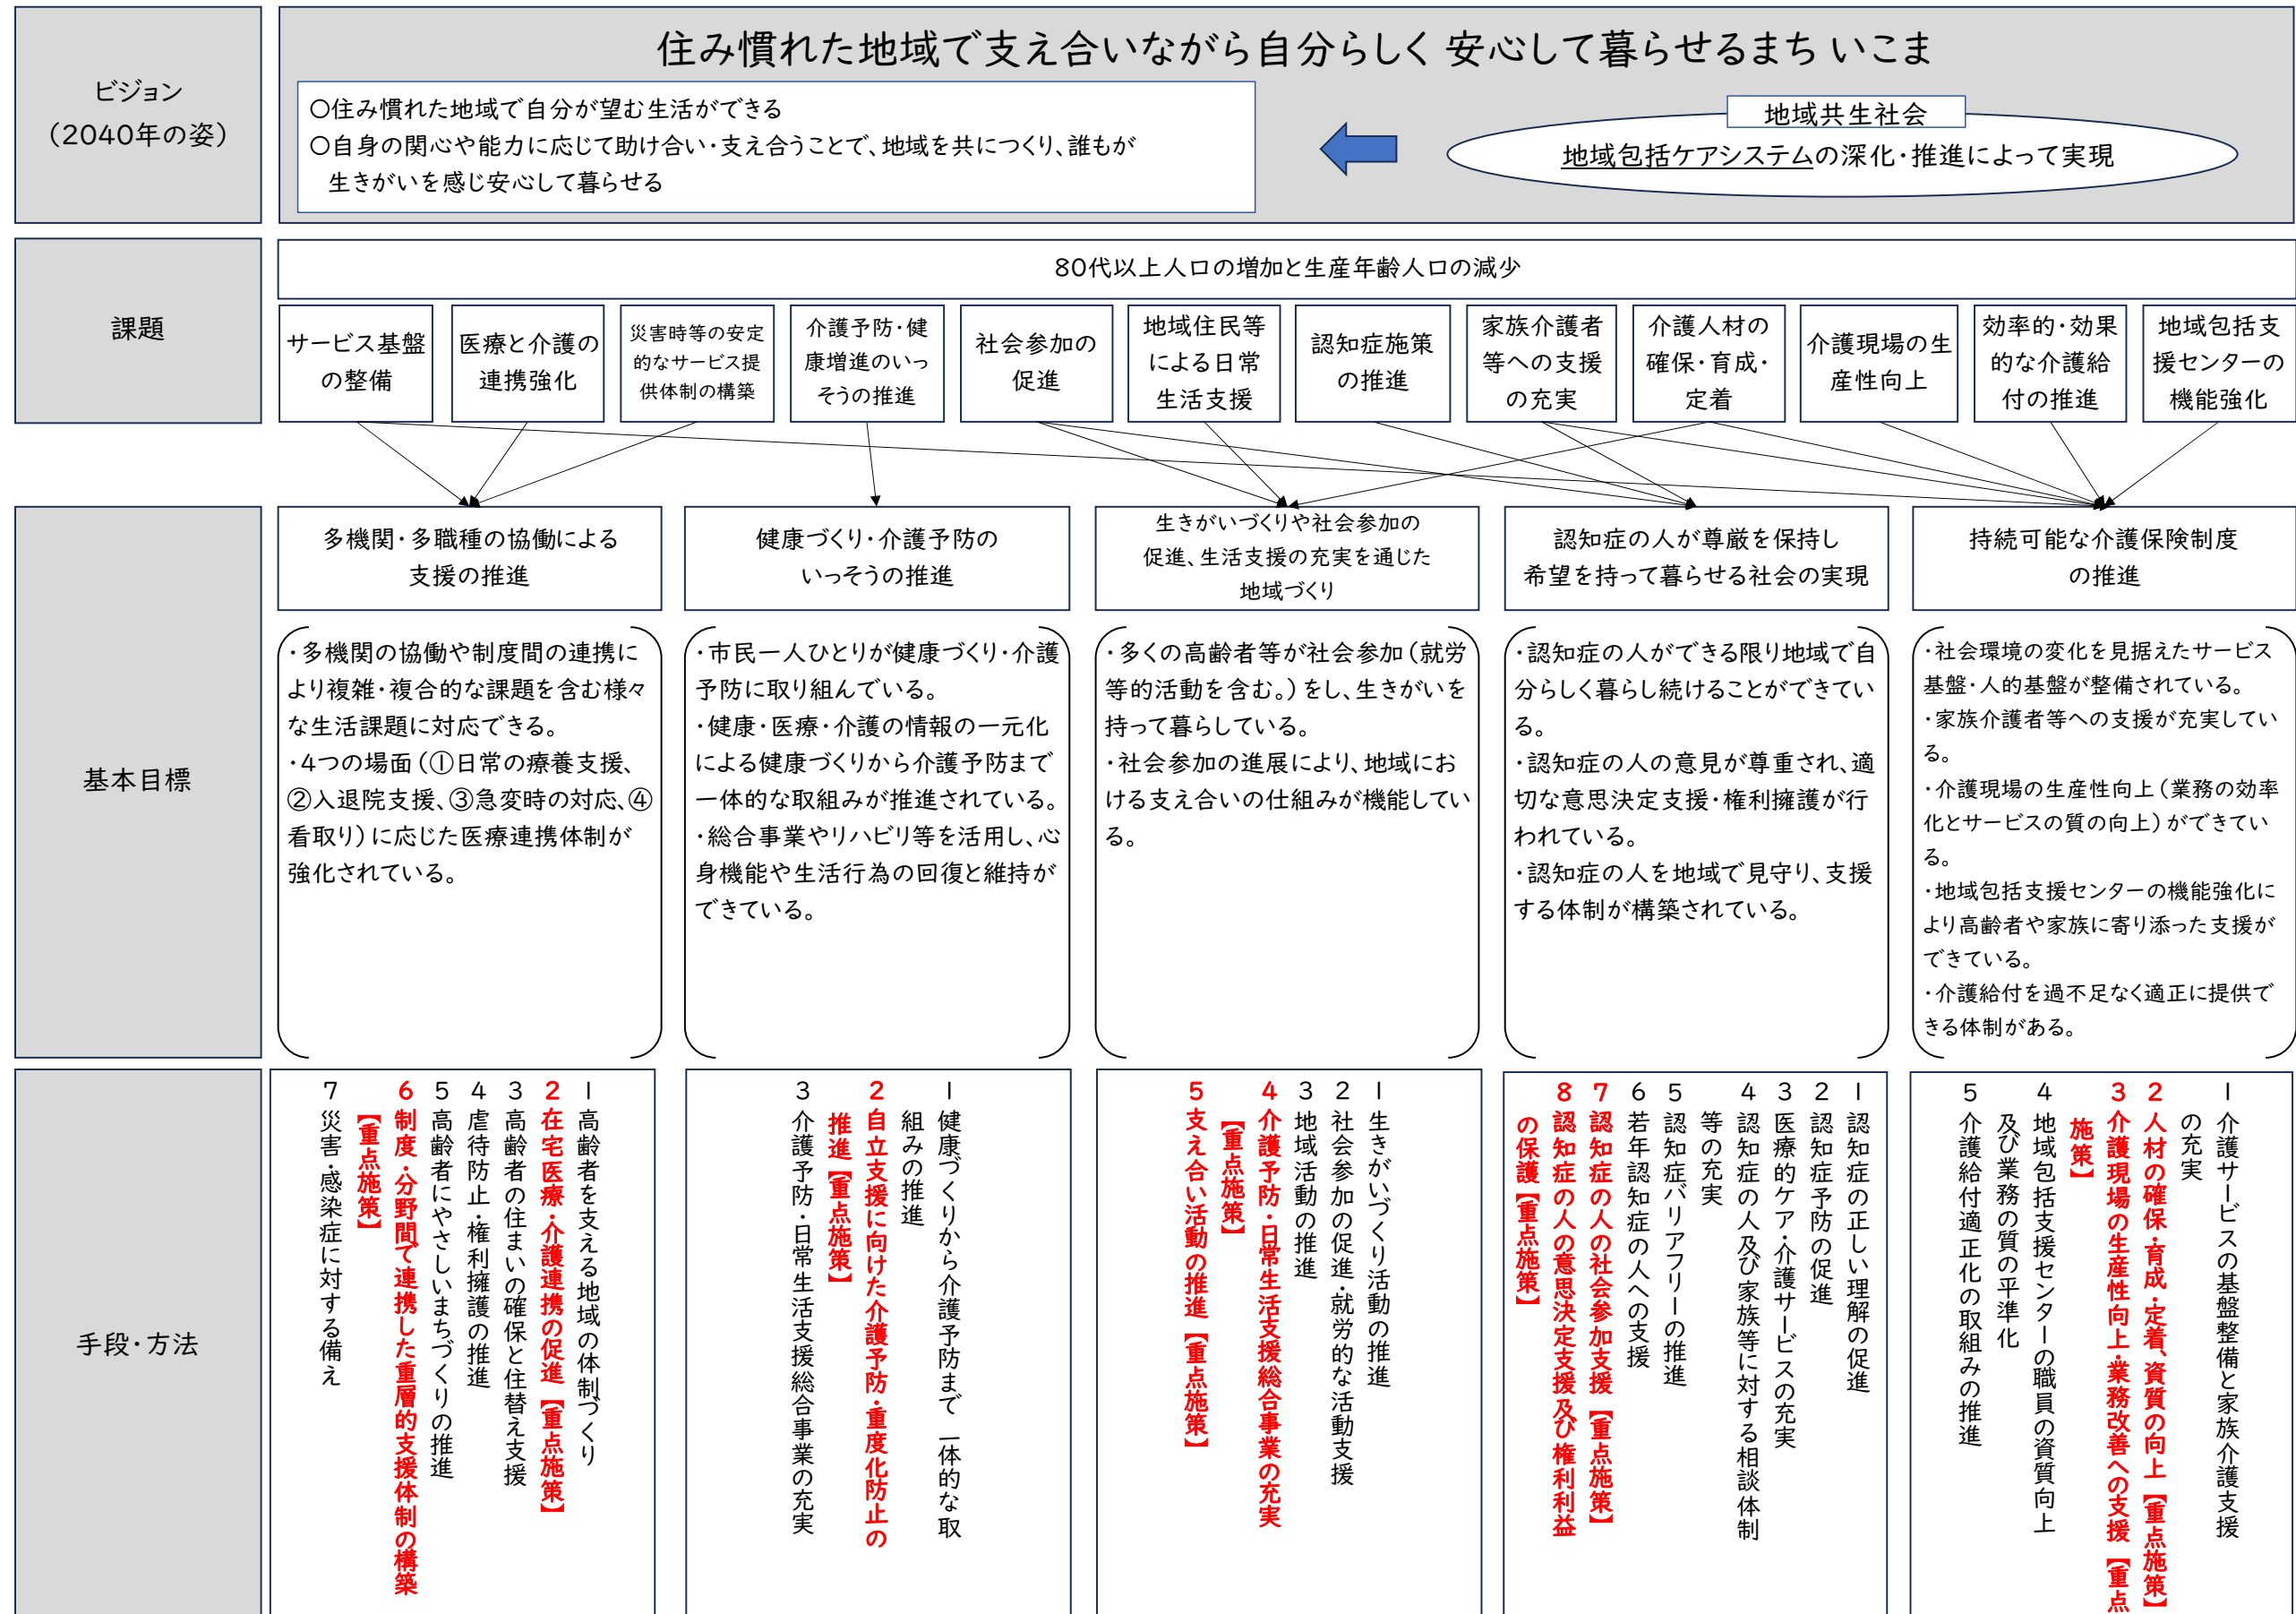 ビジョン
（2040年の姿）
住み慣れた地域で支え合いながら自分らしく 安心して暮らせるまち いこま
○住み慣れた地域で自分が望む生活ができる
○自身の関心や能力に応じて助け合い・支え合うことで、地域を共につくり、誰もが
生きがいを感じ安心して暮らせる
地域共生社会
地域包括ケアシステムの深化・推進によって実現
課題
80代以上人口の増加と生産年齢人口の減少
サービス基盤
の整備
医療と介護の
連携強化
災害時等の安定
的なサービス提
供体制の構築
介護予防・健
康増進のいっ
そうの推進
社会参加の
促進
地域住民等
による日常
生活支援
認知症施策
の推進
家族介護者
等への支援
の充実
介護人材の
確保・育成・
定着
介護現場の生
産性向上
効率的・効果
的な介護給
付の推進
地域包括支
援センターの
機能強化
基本目標
多機関・多職種の協働による
支援の推進
・多機関の協働や制度間の連携に
より複雑・複合的な課題を含む様々
な生活課題に対応できる。
・4つの場面（①日常の療養支援、
②入退院支援、③急変時の対応、④
看取り）に応じた医療連携体制が
強化されている。
健康づくり・介護予防の
いっそうの推進
・市民一人ひとりが健康づくり・介護
予防に取り組んでいる。
・健康・医療・介護の情報の一元化
による健康づくりから介護予防まで
一体的な取組みが推進されている。
・総合事業やリハビリ等を活用し、心
身機能や生活行為の回復と維持が
できている。
生きがいづくりや社会参加の
促進、生活支援の充実を通じた
地域づくり
・多くの高齢者等が社会参加（就労
等的活動を含む。）をし、生きがいを
持って暮らしている。
・社会参加の進展により、地域にお
ける支え合いの仕組みが機能してい
る。
認知症の人が尊厳を保持し
希望を持って暮らせる社会の実現
・認知症の人ができる限り地域で自
分らしく暮らし続けることができてい
る。
・認知症の人の意見が尊重され、適
切な意思決定支援・権利擁護が行
われている。
・認知症の人を地域で見守り、支援
する体制が構築されている。
持続可能な介護保険制度
の推進
・社会環境の変化を見据えたサービス
基盤・人的基盤が整備されている。
・家族介護者等への支援が充実してい
る。
・介護現場の生産性向上（業務の効率
化とサービスの質の向上）ができてい
る。
・地域包括支援センターの機能強化に
より高齢者や家族に寄り添った支援が
できている。
・介護給付を過不足なく適正に提供で
きる体制がある。
手段・方法
1 高齢者を支える地域の体制づくり
2 在宅医療・介護連携の促進【重点施策】
3 高齢者の住まいの確保と住替え支援
4 虐待防止・権利擁護の推進
5 高齢者にやさしいまちづくりの推進
6 制度・分野間で連携した重層的支援体制の構築
【重点施策】
7 災害・感染症に対する備え
1 健康づくりから介護予防まで一体的な取
組みの推進
2 自立支援に向けた介護予防・重度化防止の
推進【重点施策】
3 介護予防・日常生活支援総合事業の充実
1 生きがいづくり活動の推進
2 社会参加の促進・就労的な活動支援
3 地域活動の推進
4 介護予防・日常生活支援総合事業の充実
【重点施策】
5 支え合い活動の推進【重点施策】
1 認知症の正しい理解の促進
2 認知症予防の促進
3 医療的ケア・介護サービスの充実
4 認知症の人及び家族等に対する相談体制
等の充実
5 認知症バリアフリーの推進
6 若年認知症の人への支援
7 認知症の人の社会参加支援【重点施策】
8 認知症の人の意思決定支援及び権利利益
の保護【重点施策】
1 介護サービスの基盤整備と家族介護支援
の充実
2 人材の確保・育成・定着、資質の向上【重点施策】
3 介護現場の生産性向上・業務改善への支援【重点
施策】
4 地域包括支援センターの職員の資質向上
及び業務の質の平準化
5 介護給付適正化の取組みの推進